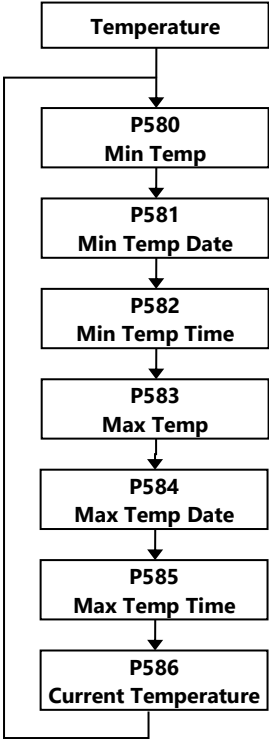 Temperature
P580
Min Temp
P581
Min Temp Date
P582
Min Temp Time
P583
Max Temp
P584
Max Temp Date
P585
Max Temp Time
P586
Current Temperature